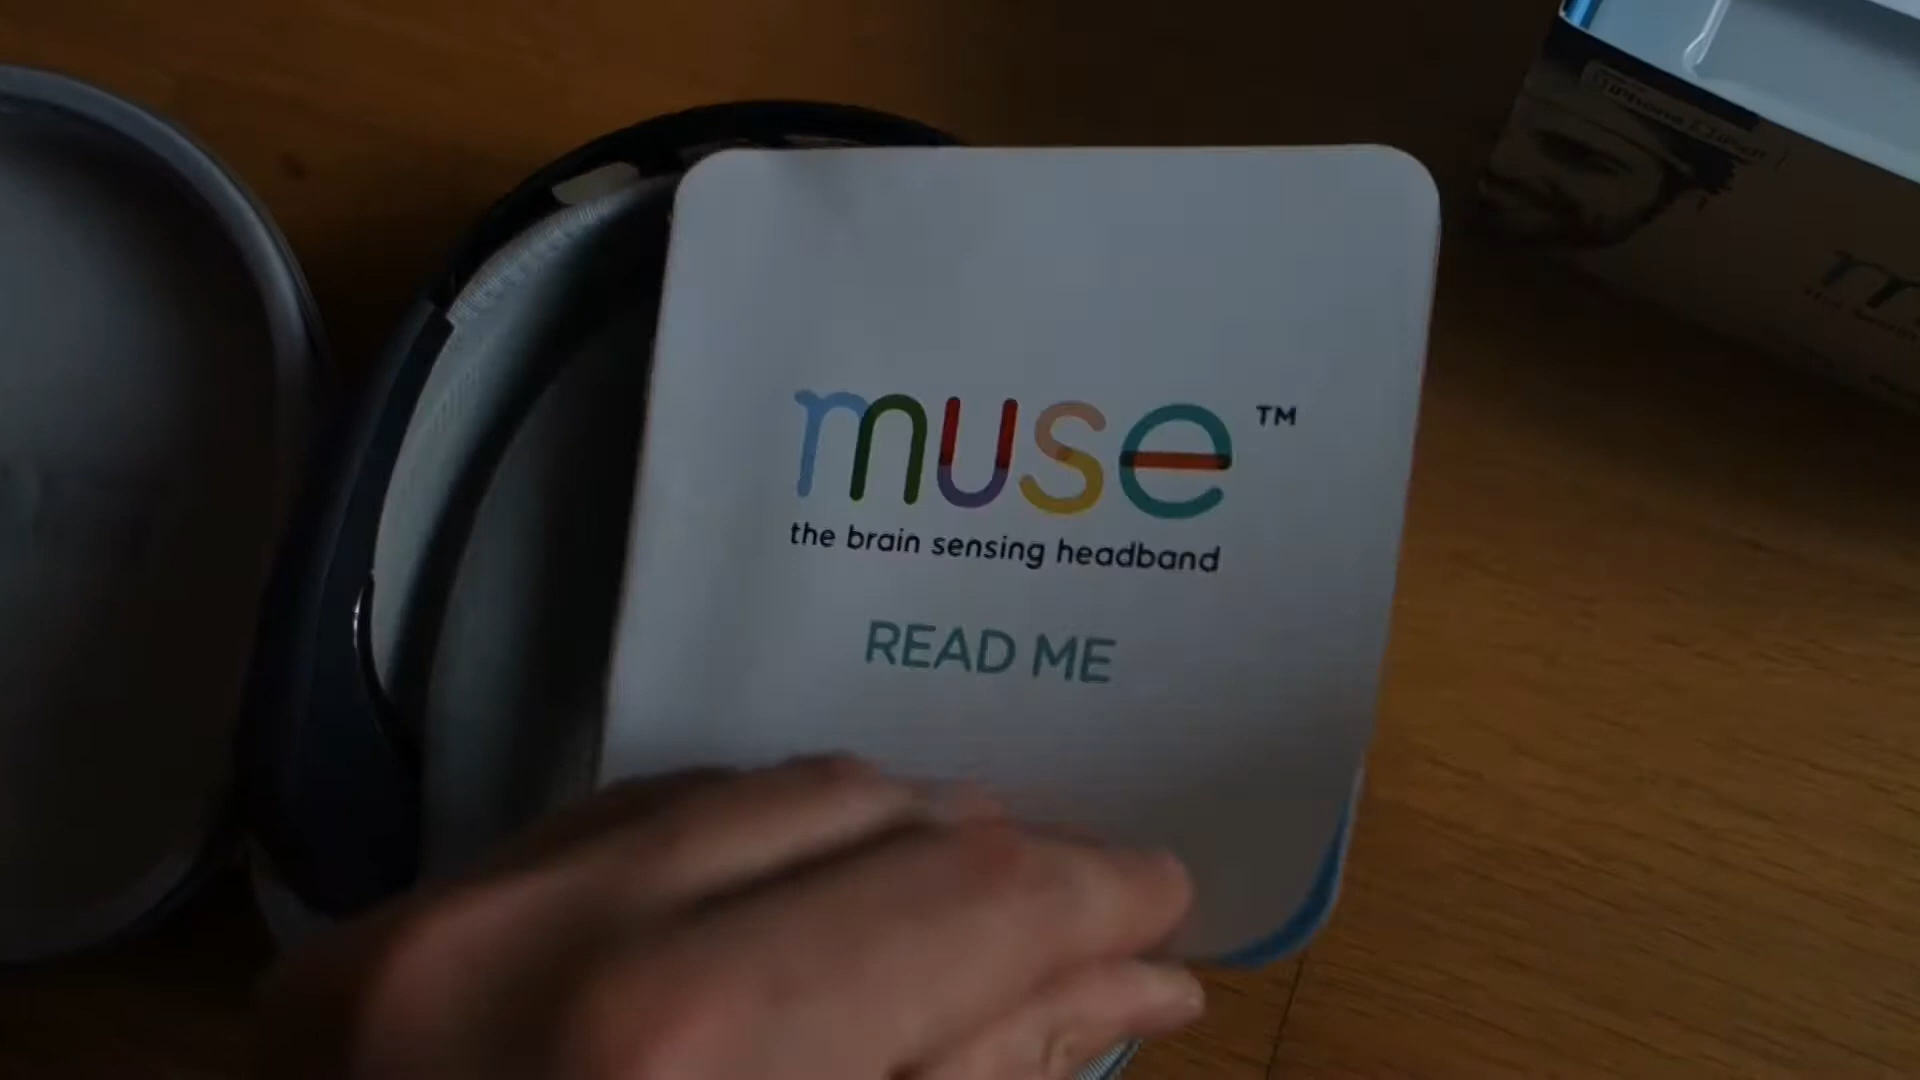 muse™
the brain sensing headband
READ ME